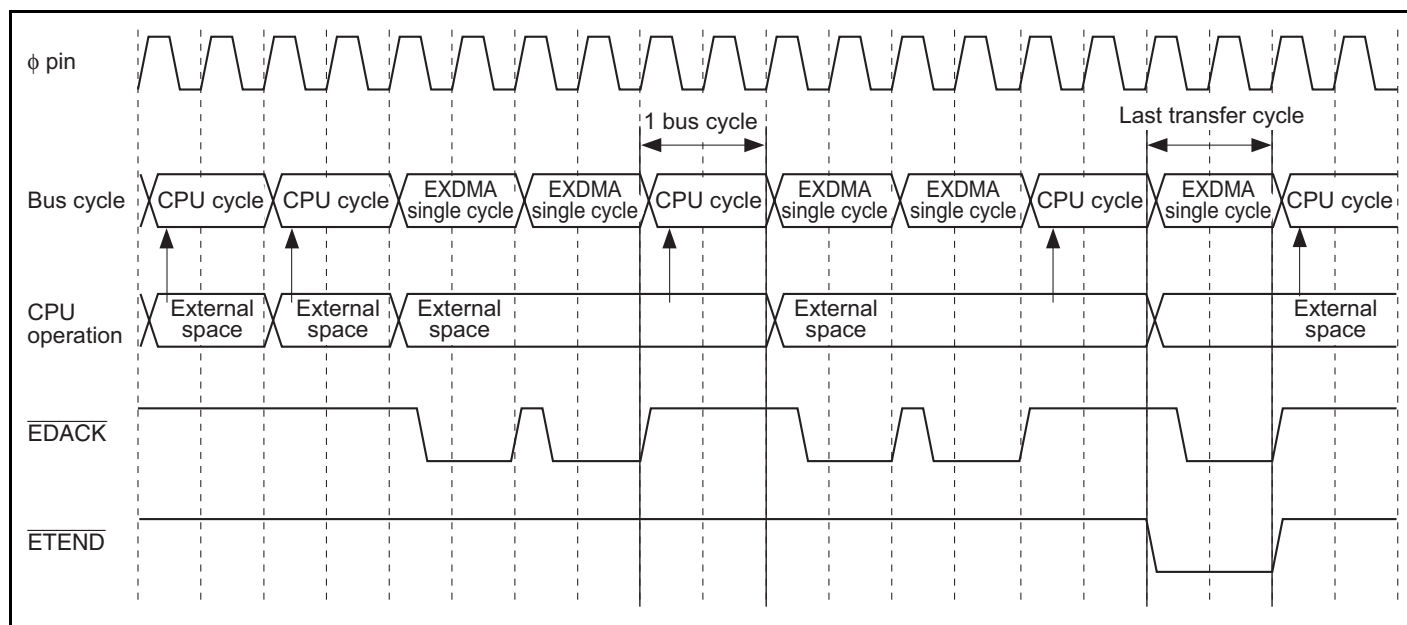 ϕ pin
1 bus cycle
Last transfer cycle
Bus cycle
CPU cycle
CPU cycle
EXDMA
single cycle
EXDMA
single cycle
CPU cycle
EXDMA
single cycle
EXDMA
single cycle
CPU cycle
EXDMA
single cycle
CPU cycle
CPU
operation
External
space
External
space
External
space
External
space
External
space
EDACK
ETEND